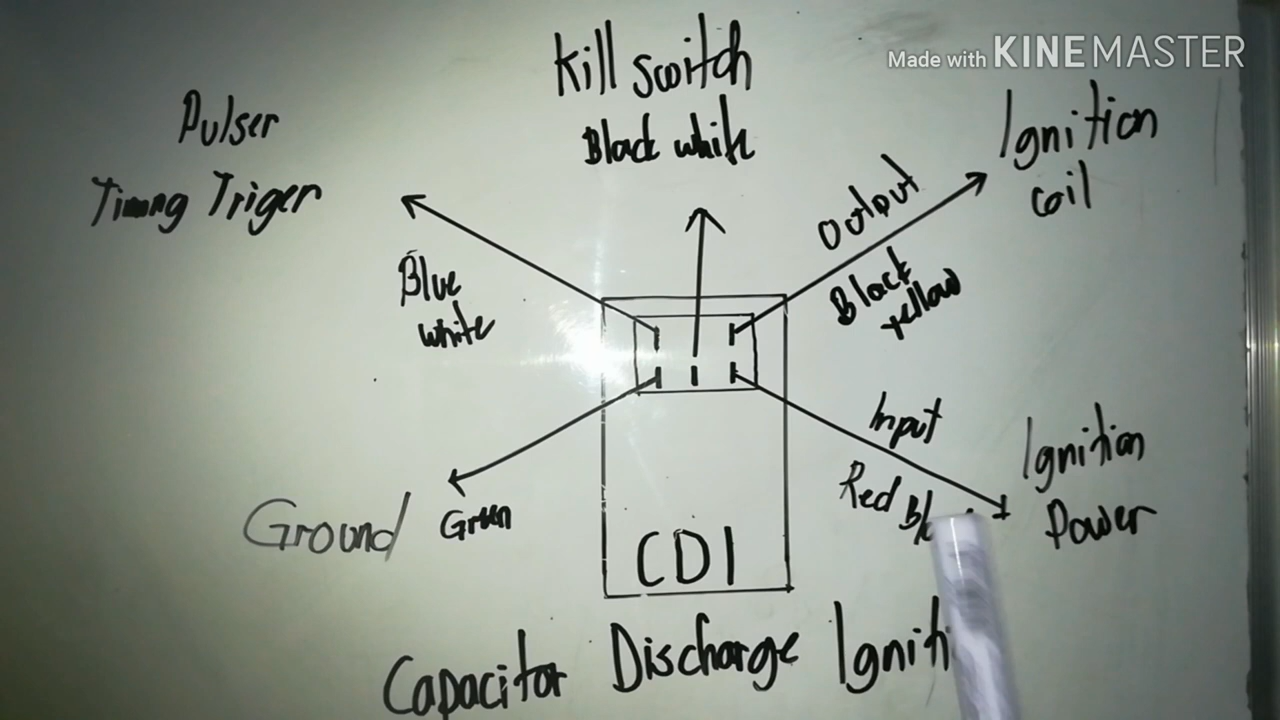 Made with KINEMASTER
Kill switch
Black white
Pulser
Timng Triger
Ignition
coil
Output
Black
yellow
Blue
white
Input
Red
Ignition
Power
Ground
Green
CDI
Capacitor Discharge